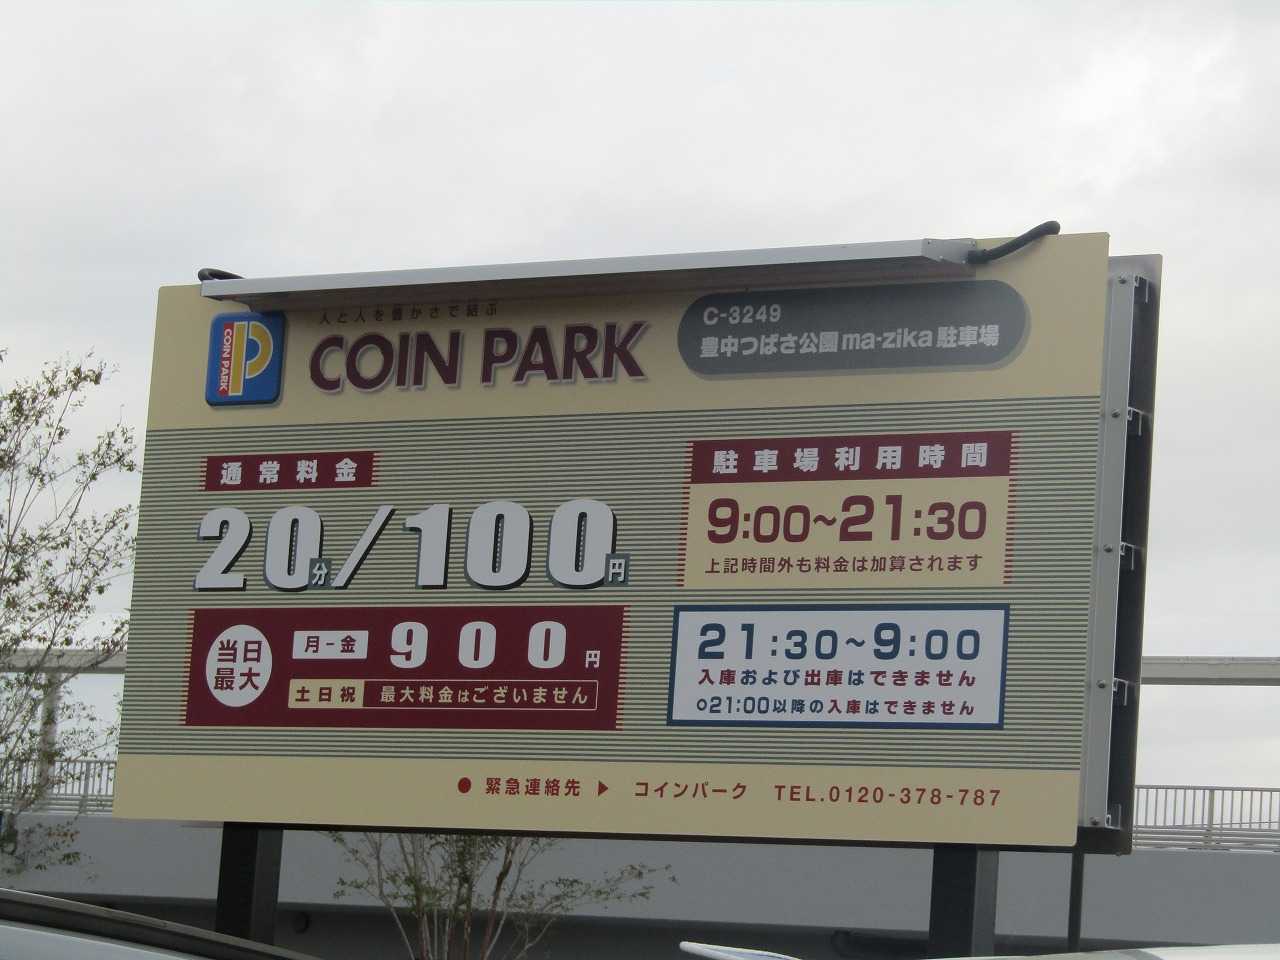 人と人を豊かさで結ぶ
COIN PARK
COIN PARK
C-3249
豊中つばさ公園ma-zika駐車場
通常料金
20分/100円
当日最大
月-金 900円
土日祝 最大料金はございません
駐車場利用時間
9:00~21:30
上記時間外も料金は加算されます
21:30~9:00
入庫および出庫はできません
○21:00以降の入庫はできません
● 緊急連絡先 ▶ コインパーク TEL.0120-378-787